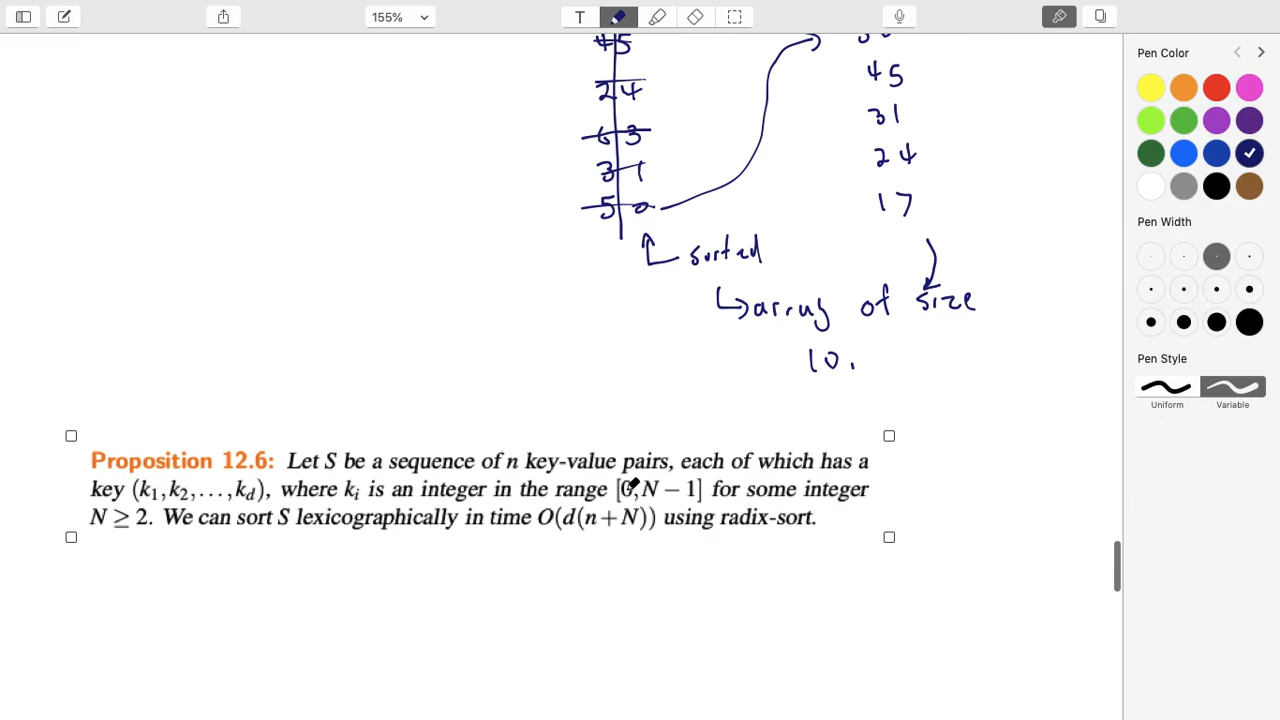 155%
T
Pen Color
45
24
63
31
50
45
31
24
17
sorted
array of size
10.
Pen Width
Pen Style
Uniform Variable
Proposition 12.6: Let S be a sequence of n key-value pairs, each of which has a
key (k₁,k₂,...,k_d), where kᵢ is an integer in the range [0,N − 1] for some integer
N ≥ 2. We can sort S lexicographically in time O(d(n+N)) using radix-sort.